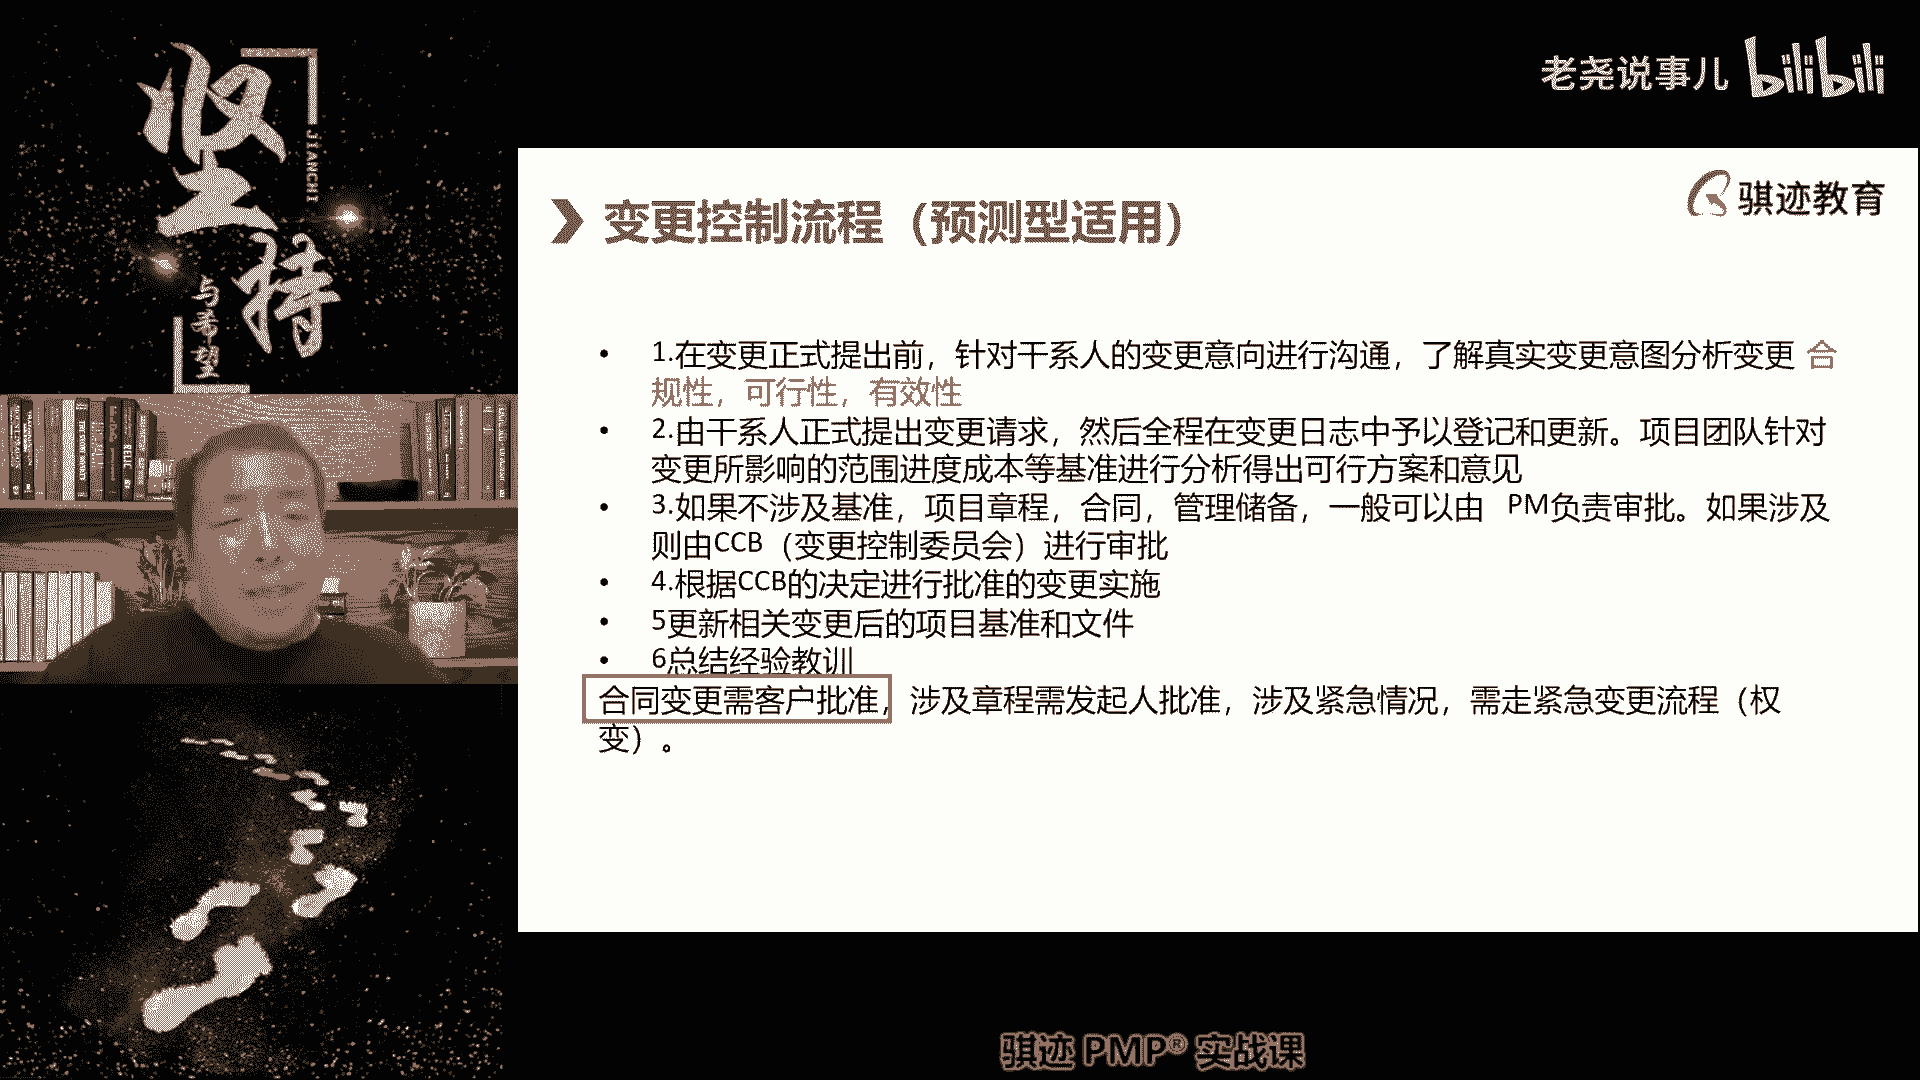 坚持
JIANCHI
与希望
老尧说事儿 bilibili
骐迹教育
变更控制流程（预测型适用）
• 1.在变更正式提出前，针对干系人的变更意向进行沟通，了解真实变更意图分析变更 合
规性，可行性，有效性
• 2.由干系人正式提出变更请求，然后全程在变更日志中予以登记和更新。项目团队针对
变更所影响的范围进度成本等基准进行分析得出可行方案和意见
• 3.如果不涉及基准，项目章程，合同，管理储备，一般可以由 PM负责审批。如果涉及
则由CCB（变更控制委员会）进行审批
• 4.根据CCB的决定进行批准的变更实施
• 5更新相关变更后的项目基准和文件
• 6总结经验教训
合同变更需客户批准，涉及章程需发起人批准，涉及紧急情况，需走紧急变更流程（权
变）。
骐迹 PMP® 实战课